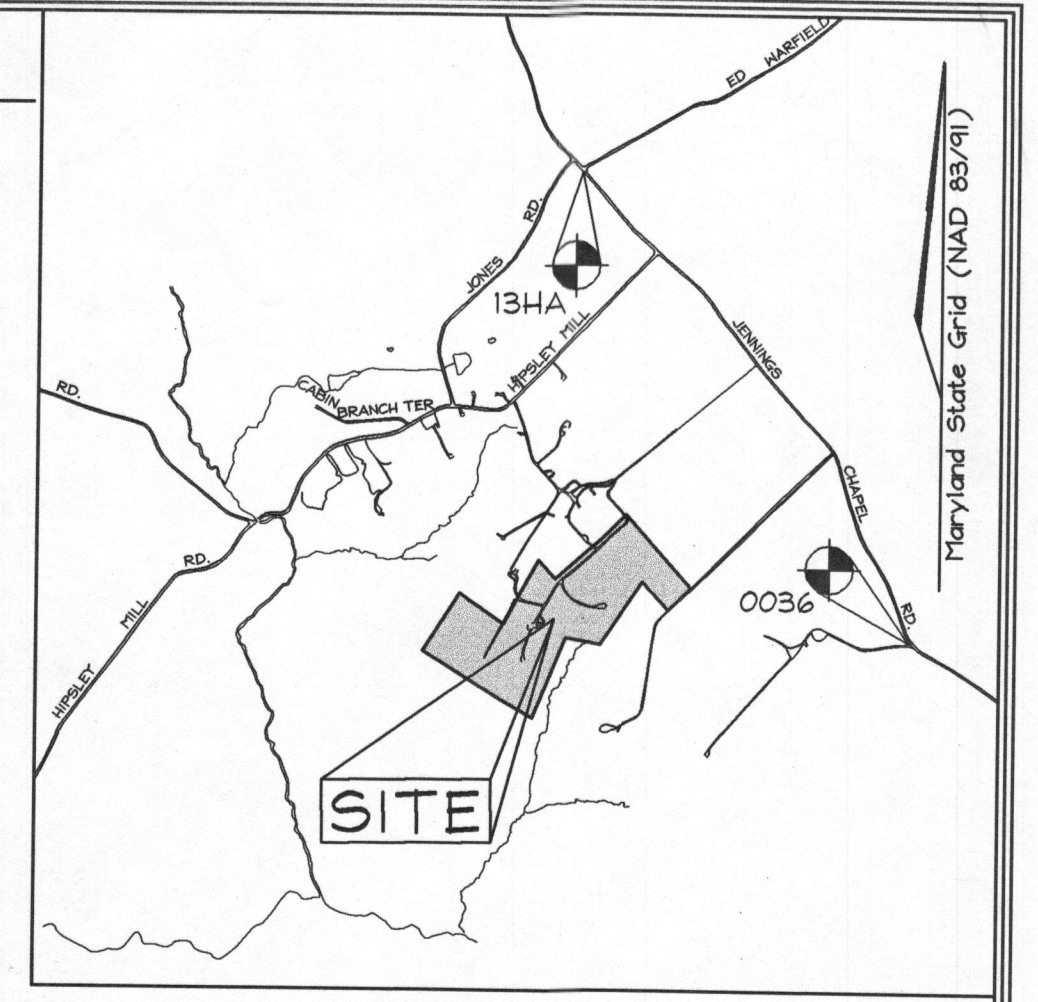 ED WARFIELD
Maryland State Grid (NAD 83/91)
JONES RD.
13HA
HIPSLEY MILL
JENNINGS
CHAPEL
RD.
RD.
CABIN
BRANCH TER
RD.
MILL
HIPSLEY
0036
SITE